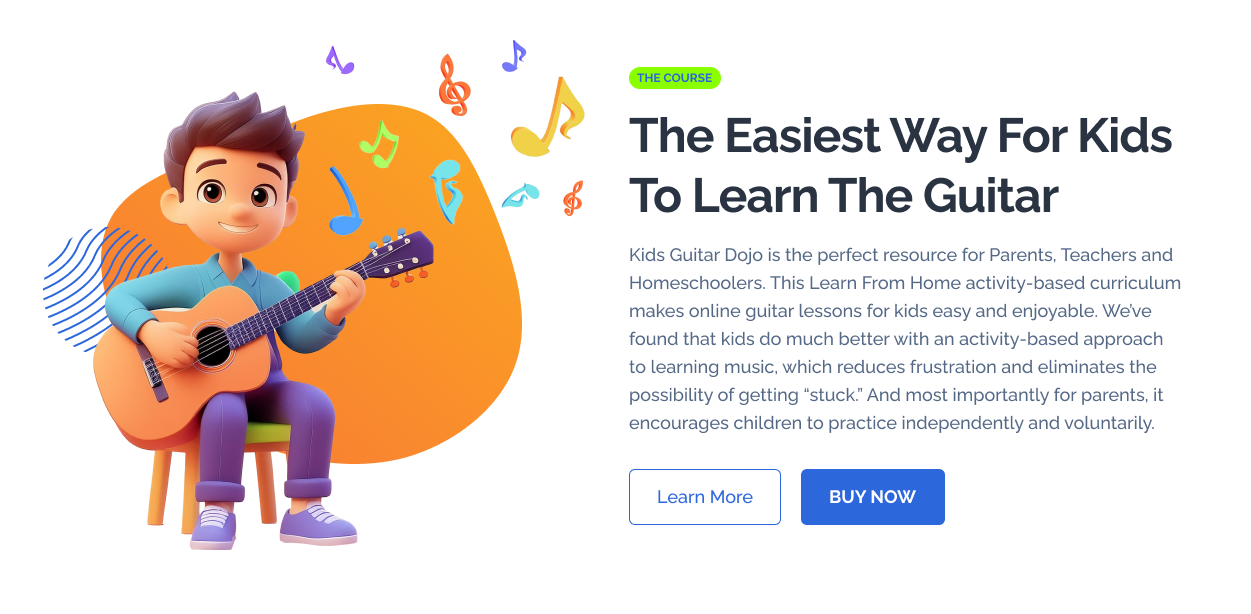 THE COURSE
The Easiest Way For Kids
To Learn The Guitar
Kids Guitar Dojo is the perfect resource for Parents, Teachers and
Homeschoolers. This Learn From Home activity-based curriculum
makes online guitar lessons for kids easy and enjoyable. We’ve
found that kids do much better with an activity-based approach
to learning music, which reduces frustration and eliminates the
possibility of getting “stuck.” And most importantly for parents, it
encourages children to practice independently and voluntarily.
Learn More
BUY NOW